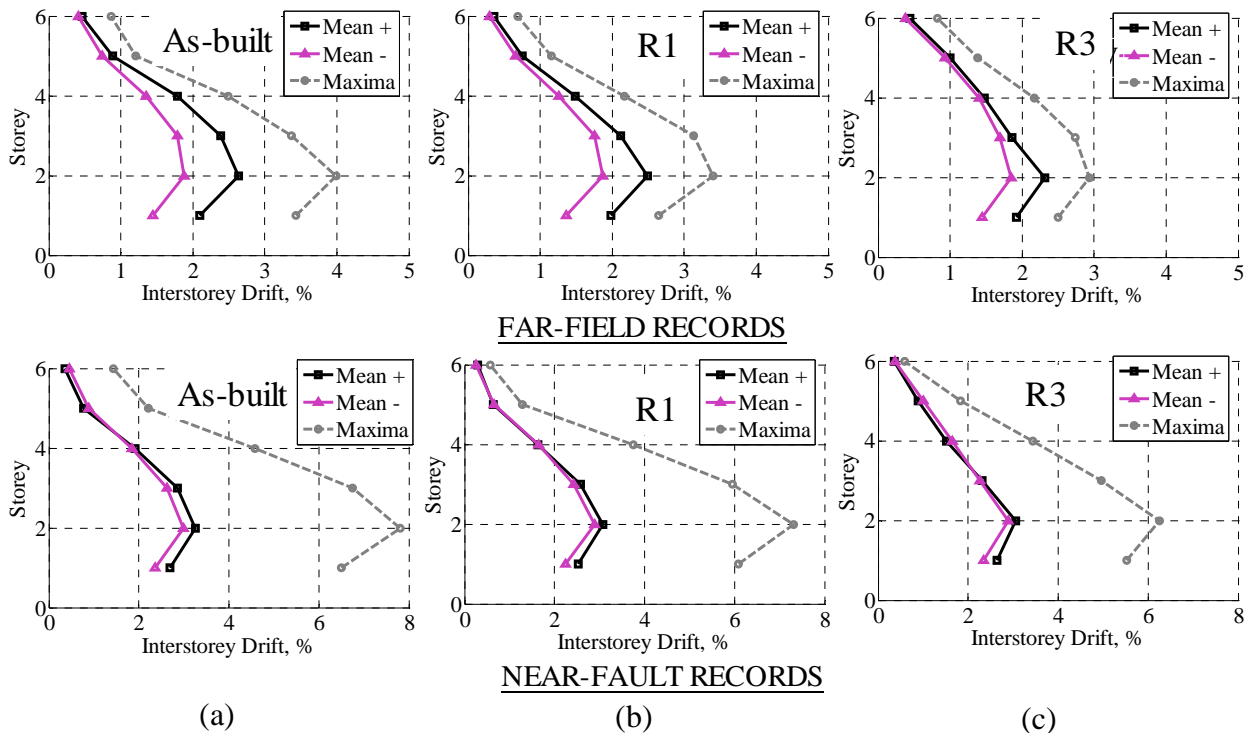 As-built
Mean +
Mean -
Maxima
6
4
2
0
Storey
0 1 2 3 4 5
Interstorey Drift, %
R1
Mean +
Mean -
Maxima
6
4
2
0
Storey
0 1 2 3 4 5
Interstorey Drift, %
R3
Mean +
Mean -
Maxima
6
4
2
0
Storey
0 1 2 3 4 5
Interstorey Drift, %
FAR-FIELD RECORDS
As-built
Mean +
Mean -
Maxima
6
4
2
0
Storey
0 2 4 6 8
Interstorey Drift, %
R1
Mean +
Mean -
Maxima
6
4
2
0
Storey
0 2 4 6 8
Interstorey Drift, %
R3
Mean +
Mean -
Maxima
6
4
2
0
Storey
0 2 4 6 8
Interstorey Drift, %
NEAR-FAULT RECORDS
(a)
(b)
(c)